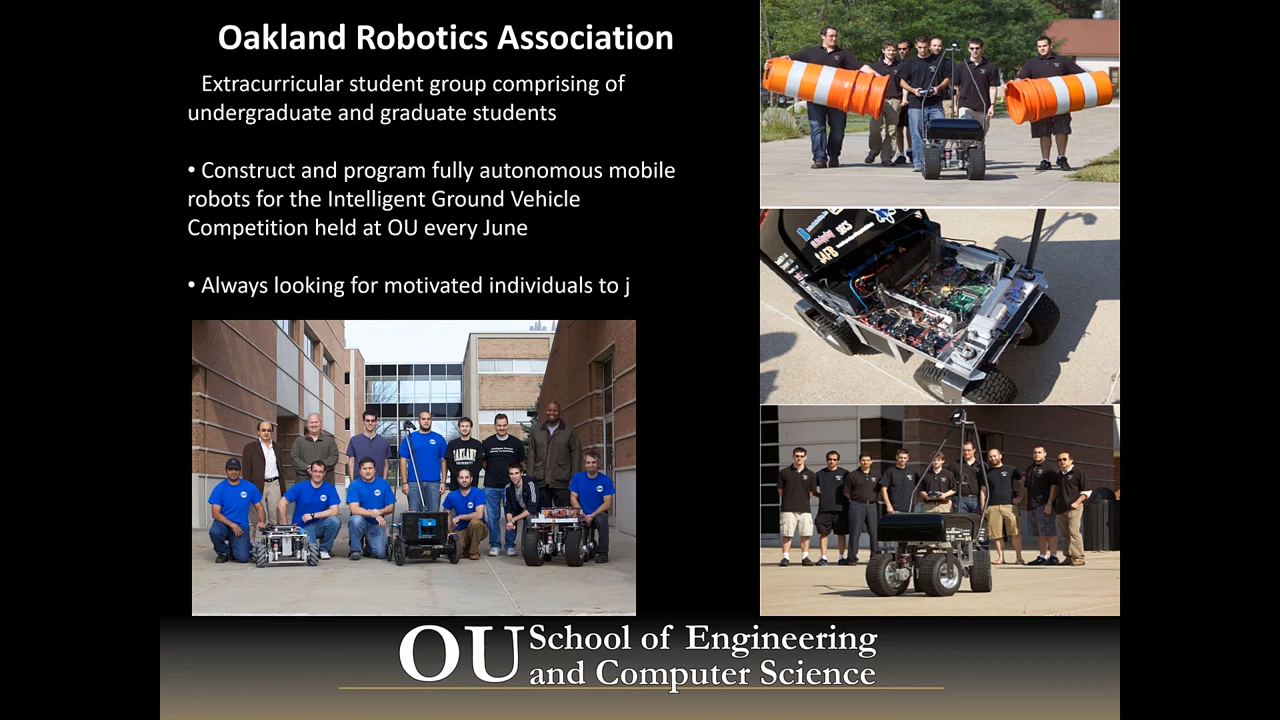 Oakland Robotics Association
Extracurricular student group comprising of
undergraduate and graduate students
• Construct and program fully autonomous mobile
robots for the Intelligent Ground Vehicle
Competition held at OU every June
• Always looking for motivated individuals to j
OAKLAND
OU School of Engineering
and Computer Science